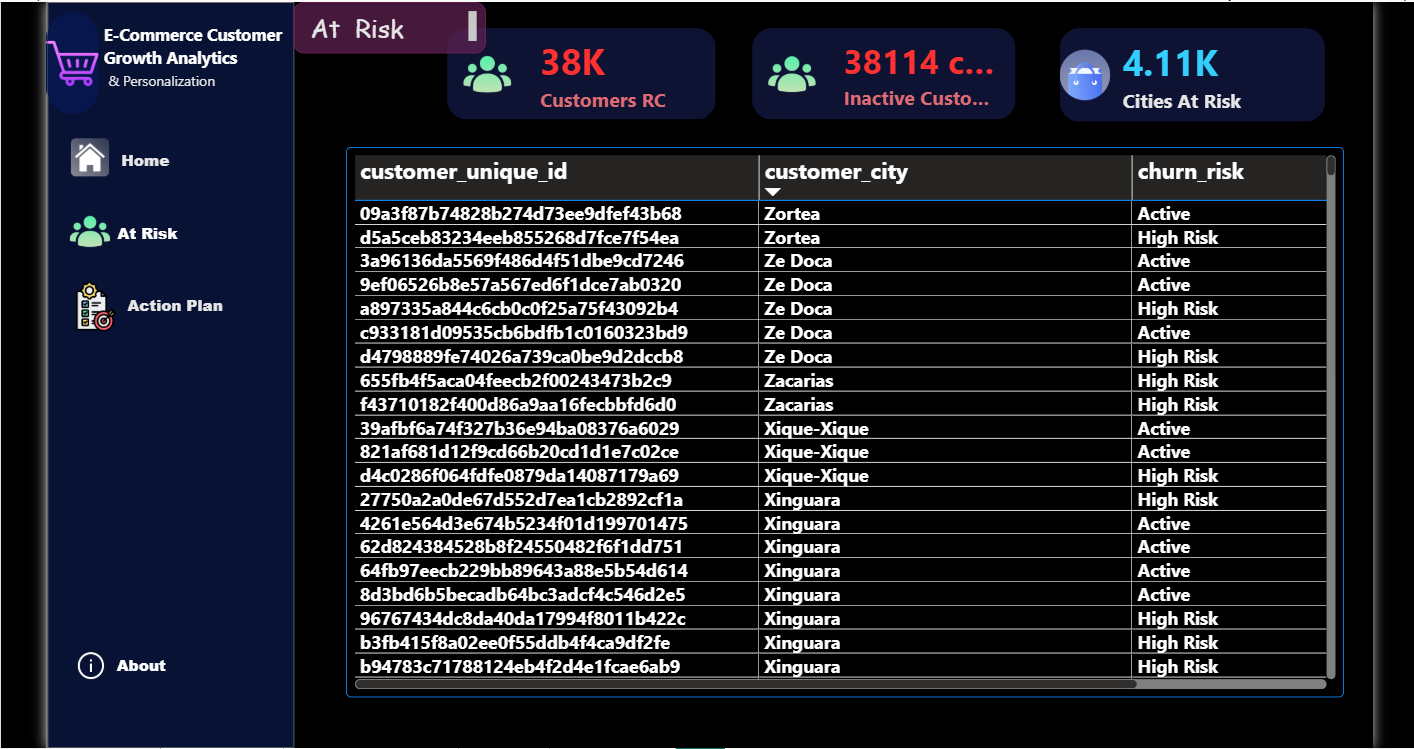 E-Commerce Customer
Growth Analytics
& Personalization
Home
At Risk
Action Plan
About
At Risk
38K
Customers RC
38114 c...
Inactive Custo...
4.11K
Cities At Risk
customer_unique_id customer_city churn_risk
09a3f87b74828b274d73ee9dfef43b68 Zortea Active
d5a5ceb83234eeb855268d7fce7f54ea Zortea High Risk
3a96136da5569f486d4f51dbe9cd7246 Ze Doca Active
9ef06526b8e57a567ed6f1dce7ab0320 Ze Doca Active
a897335a844c6cb0c0f25a75f43092b4 Ze Doca High Risk
c933181d09535cb6bdfb1c0160323bd9 Ze Doca Active
d4798889fe74026a739ca0be9d2dccb8 Ze Doca High Risk
655fb4f5aca04feecb2f00243473b2c9 Zacarias High Risk
f43710182f400d86a9aa16fecbbfd6d0 Zacarias High Risk
39afbf6a74f327b36e94ba08376a6029 Xique-Xique Active
821af681d12f9cd66b20cd1d1e7c02ce Xique-Xique Active
d4c0286f064fdfe0879da14087179a69 Xique-Xique High Risk
27750a2a0de67d552d7ea1cb2892cf1a Xinguara High Risk
4261e564d3e674b5234f01d199701475 Xinguara Active
62d824384528b8f24550482f6f1dd751 Xinguara Active
64fb97eecb229bb89643a88e5b54d614 Xinguara Active
8d3bd6b5becadb64bc3adcf4c546d2e5 Xinguara Active
96767434dc8da40da17994f8011b422c Xinguara High Risk
b3fb415f8a02ee0f55ddb4f4ca9df2fe Xinguara High Risk
b94783c71788124eb4f2d4e1fcae6ab9 Xinguara High Risk